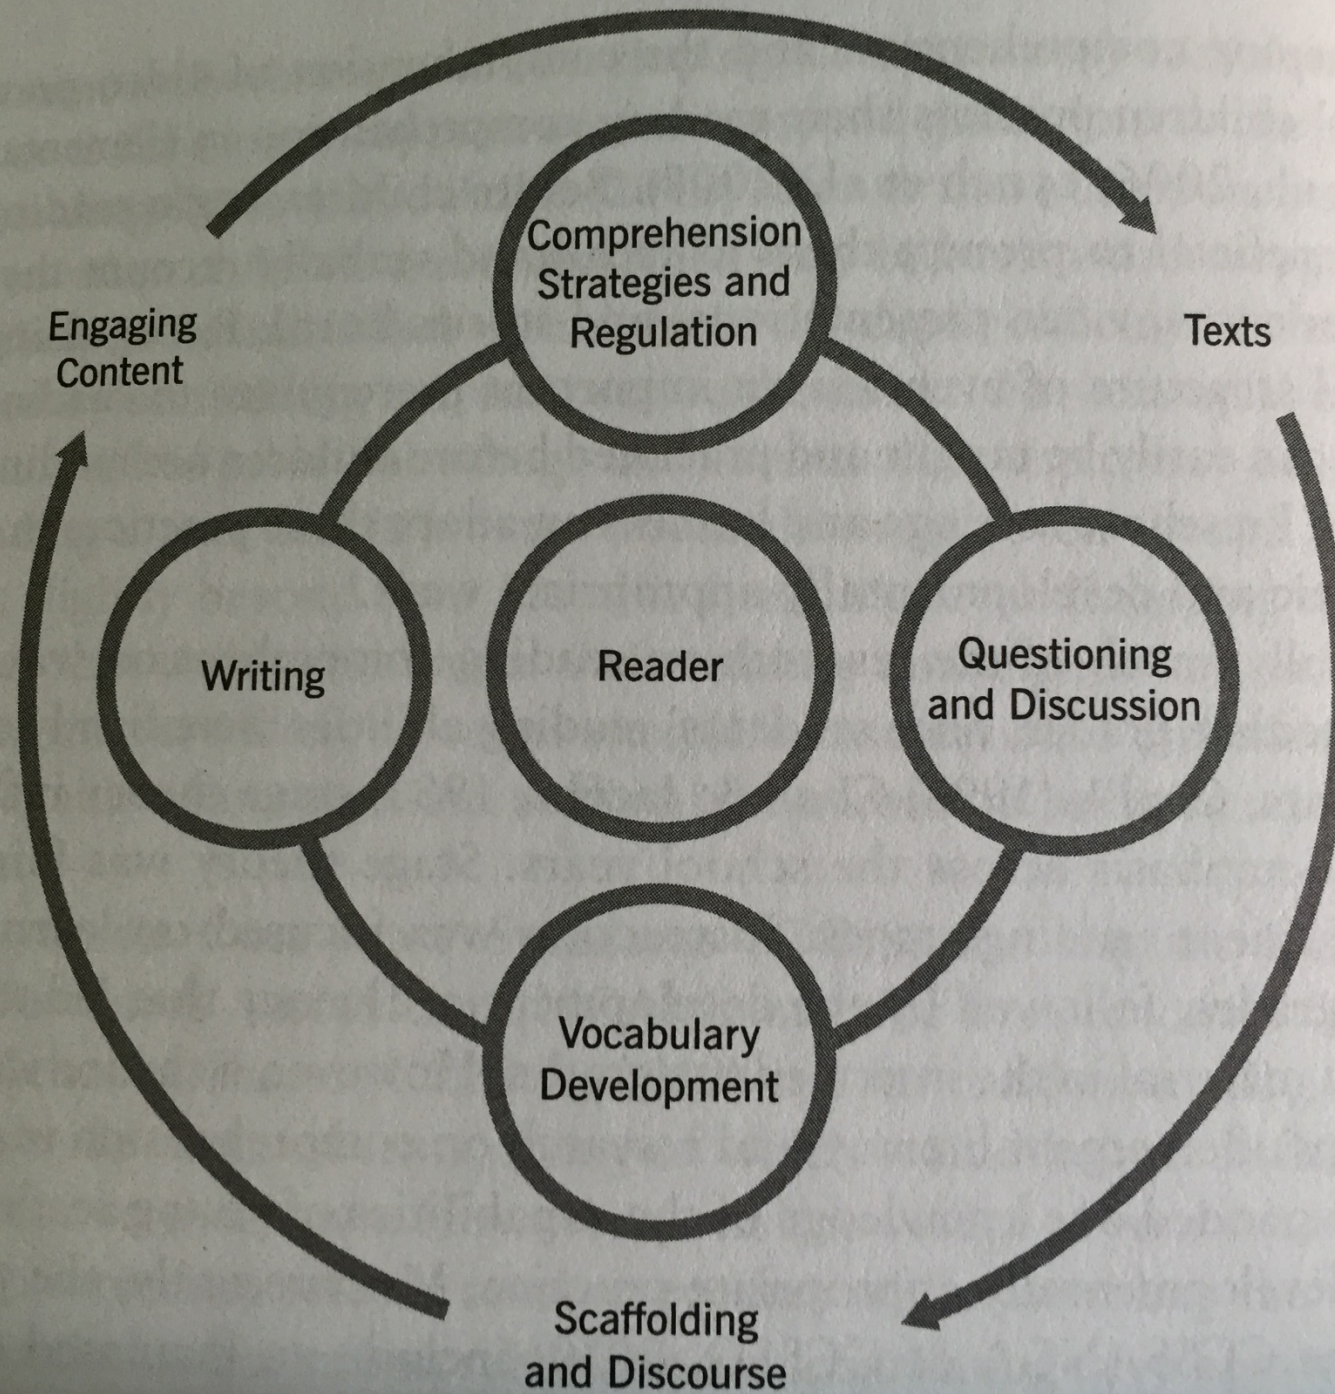 Comprehension
Strategies and
Regulation
Engaging
Content
Texts
Writing
Reader
Questioning
and Discussion
Vocabulary
Development
Scaffolding
and Discourse